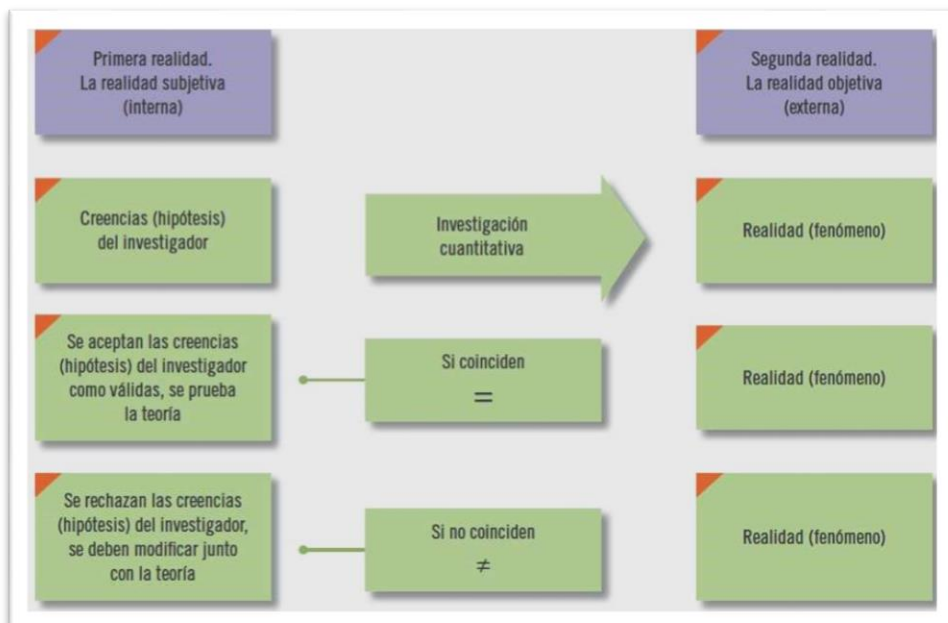 Primera realidad.
La realidad subjetiva
(interna)
Segunda realidad.
La realidad objetiva
(externa)
Creencias (hipótesis)
del investigador
Investigación
cuantitativa
Realidad (fenómeno)
Se aceptan las creencias
(hipótesis) del investigador
como válidas, se prueba
la teoría
Si coinciden
=
Realidad (fenómeno)
Se rechazan las creencias
(hipótesis) del investigador,
se deben modificar junto
con la teoría
Si no coinciden
≠
Realidad (fenómeno)